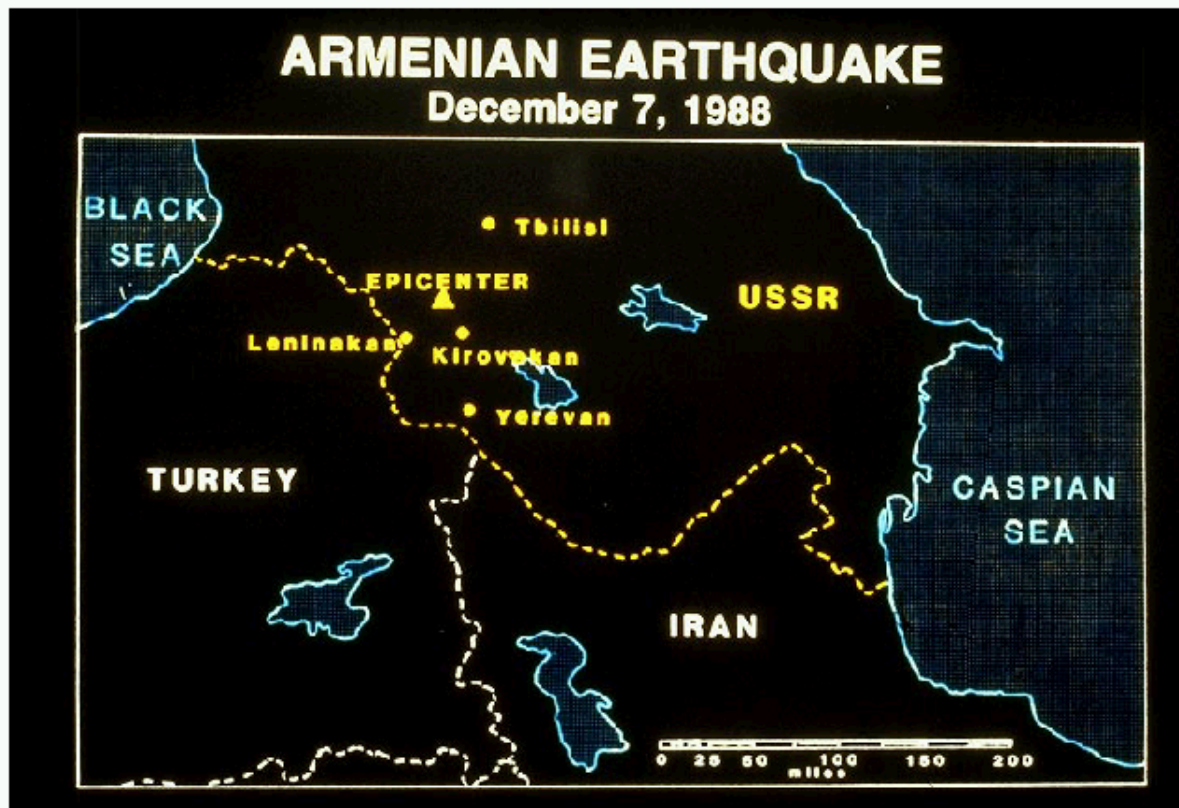 ARMENIAN EARTHQUAKE
December 7, 1988
BLACK
SEA
Tbilisi
EPICENTER
USSR
Leninakan
Kirovakan
Yerevan
TURKEY
CASPIAN
SEA
IRAN
0 25 50 100 150 200
miles